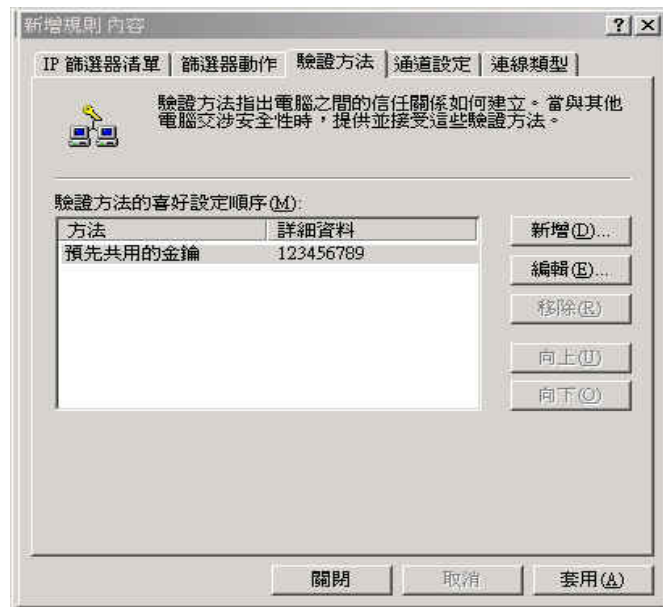 新增規則 內容
IP 篩選器清單 篩選器動作 驗證方法 通道設定 連線類型
驗證方法指出電腦之間的信任關係如何建立。當與其他
電腦交涉安全性時,提供並接受這些驗證方法。
驗證方法的喜好設定順序(M):
方法 詳細資料
預先共用的金鑰 123456789
新增(D)...
編輯(E)...
移除(R)
向上(U)
向下(O)
關閉 取消 套用(A)